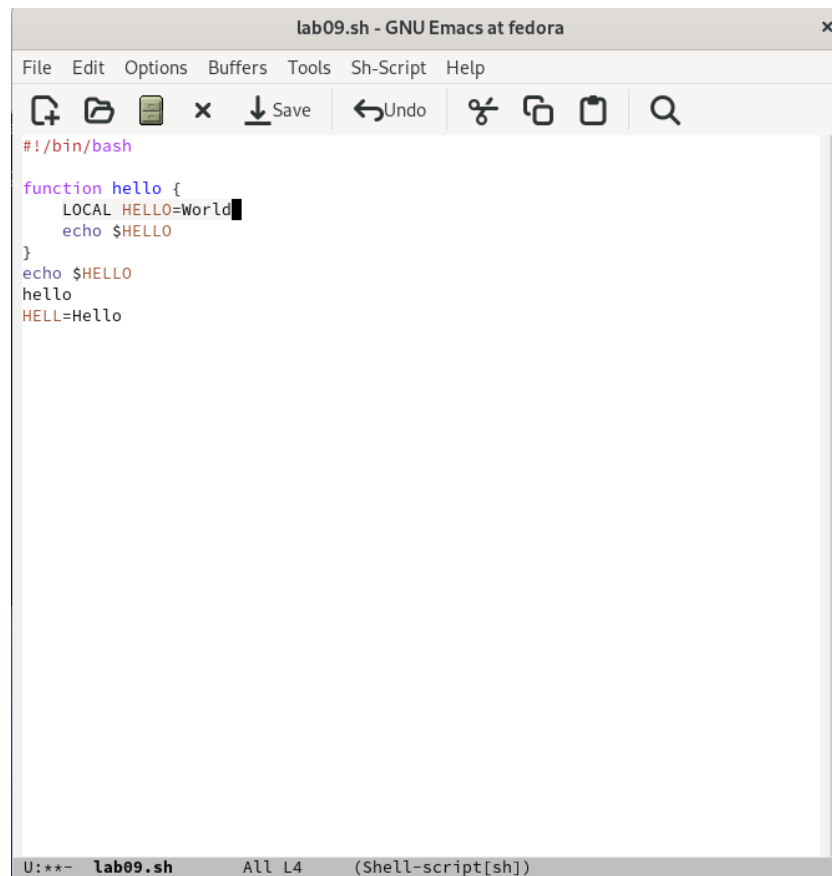 lab09.sh - GNU Emacs at fedora
File Edit Options Buffers Tools Sh-Script Help
Save Undo
#!/bin/bash
function hello {
    LOCAL HELLO=World
    echo $HELLO
}
echo $HELLO
hello
HELL=Hello
U:**- lab09.sh All L4 (Shell-script[sh])